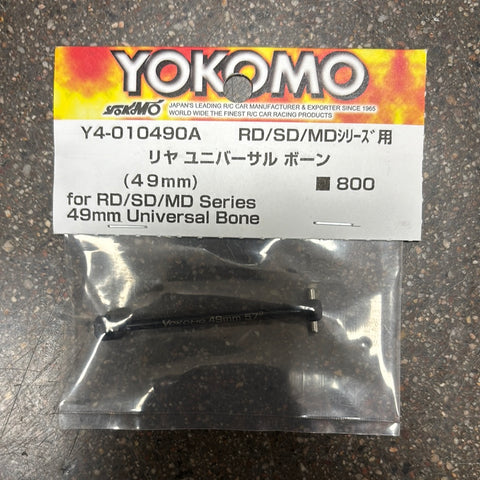 YOKOMO
YOKOMO
JAPAN'S LEADING R/C CAR MANUFACTURER & EXPORTER SINCE 1965
WORLD WIDE THE FINEST R/C CAR RACING PRODUCTS
Y4-010490A RD/SD/MDシリーズ用
リヤ ユニバーサル ボーン
(49mm) 800
for RD/SD/MD Series
49mm Universal Bone
YOKOMO 49mm 57°